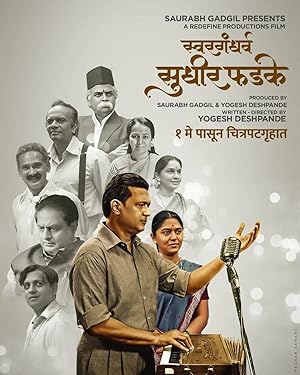 SAURABH GADGIL PRESENTS
A REDEFINE PRODUCTIONS FILM
स्वरगंधर्व
सुधीर फडके
PRODUCED BY
SAURABH GADGIL & YOGESH DESHPANDE
WRITTEN - DIRECTED BY
YOGESH DESHPANDE
१ मे पासून चित्रपटगृहात